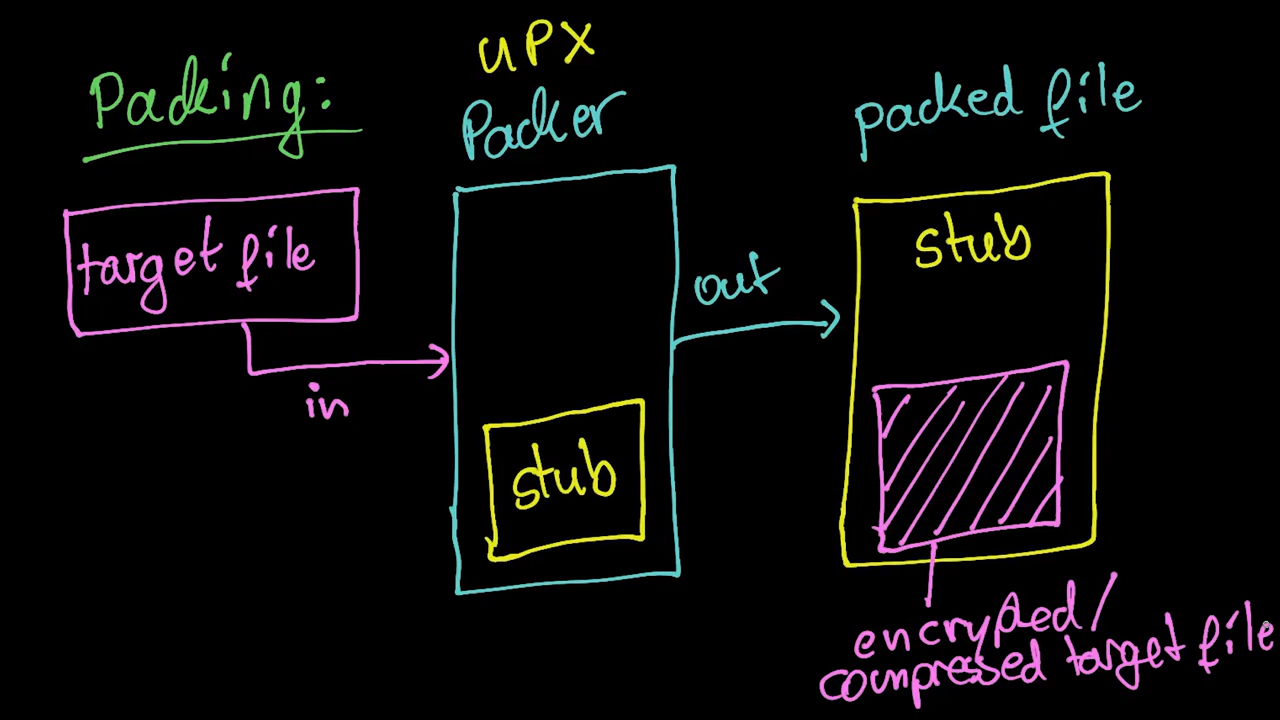 Packing:
target file
in
UPX
Packer
stub
out
packed file
stub
encrypted/
compressed target file